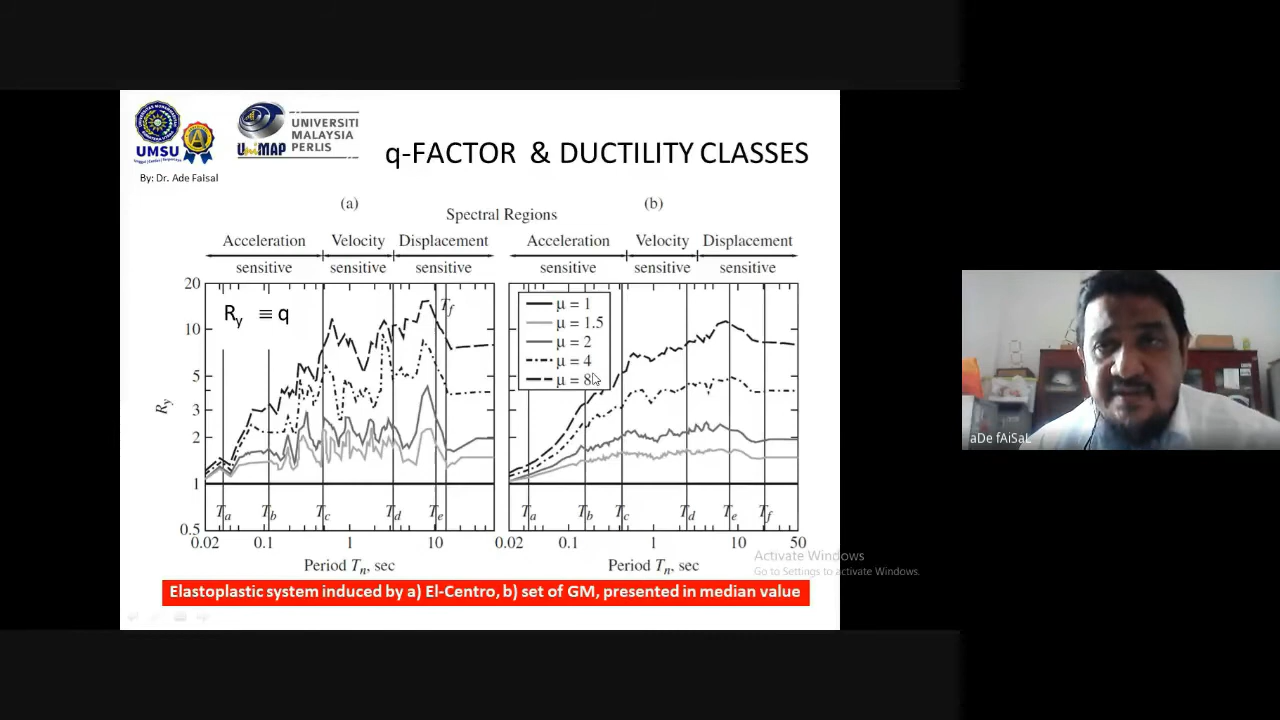 UMSU
A
UniMAP
UNIVERSITI
MALAYSIA
PERLIS
By: Dr. Ade Faisal
q-FACTOR & DUCTILITY CLASSES
(a)
(b)
Spectral Regions
Acceleration
sensitive
Velocity
sensitive
Displacement
sensitive
Acceleration
sensitive
Velocity
sensitive
Displacement
sensitive
Ry ≡ q
Tf
20
10
5
3
2
1
0.5
Ry
Ta
Tb
Tc
Td
Te
0.02
0.1
1
10
Period Tn, sec
μ = 1
μ = 1.5
μ = 2
μ = 4
μ = 8
Ta
Tb
Tc
Td
Te
Tf
0.02
0.1
1
10
50
Period Tn, sec
Elastoplastic system induced by a) El-Centro, b) set of GM, presented in median value
Activate Windows
Go to Settings to activate Windows.
aDe fAiSaL